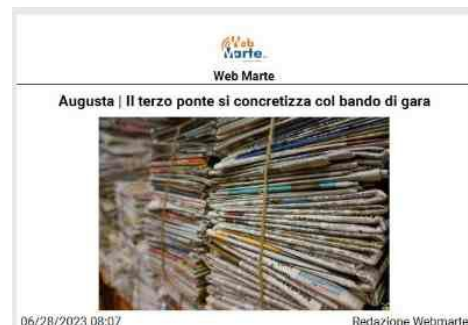 Web
Marte
Web Marte
Augusta | Il terzo ponte si concretizza col bando di gara
06/28/2023 08:07
Redazione Webmarte